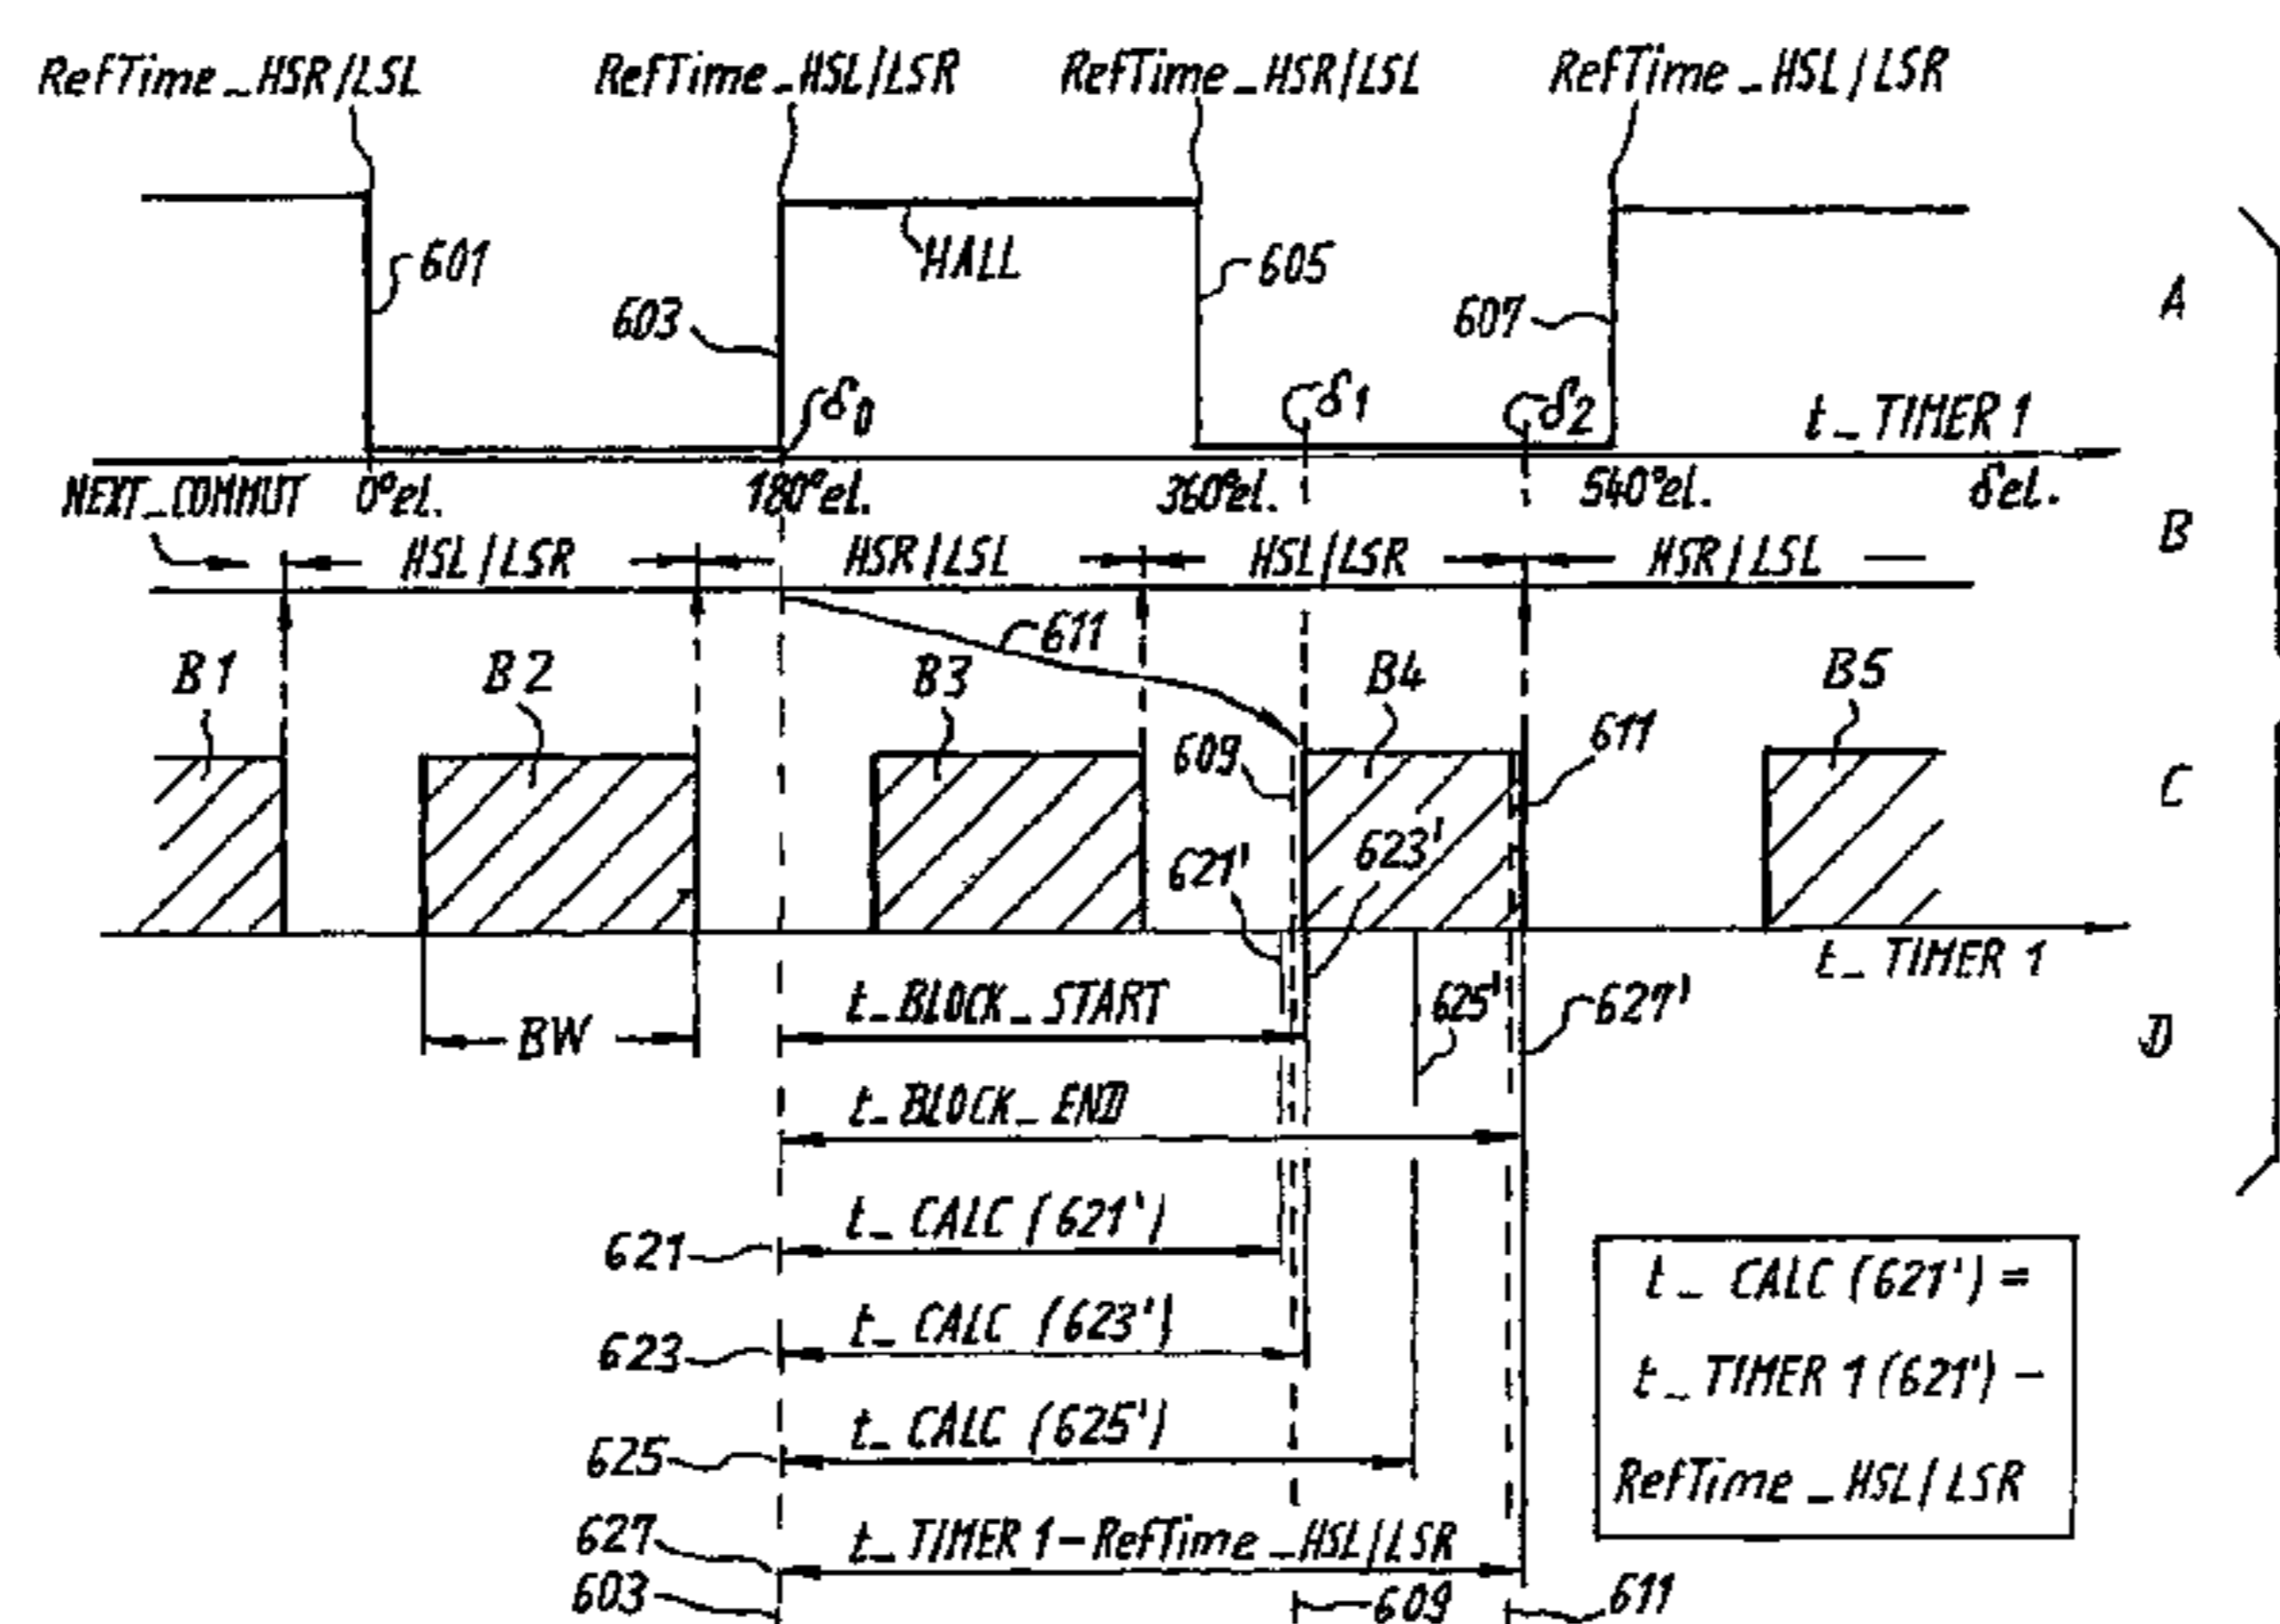 RefTime_HSR/LSL RefTime_HSL/LSR RefTime_HSR/LSL RefTime_HSL/LSR
601 HALL 605
603 607 A
δ0 δ1 δ2 t_TIMER 1
NEXT_COMMUT 0°el. 180°el. 360°el. 540°el. δel.
HSL/LSR HSR/LSL HSL/LSR HSR/LSL B
611
B1 B2 B3 B4 B5
609 611
C
621' 623'
t_TIMER 1
t_BLOCK_START 625' 627'
BW D
t_BLOCK_END
621 t_CALC (621')
623 t_CALC (623')
625 t_CALC (625')
627 t_TIMER 1-RefTime_HSL/LSR
603 609 611
t_CALC (621') =
t_TIMER 1 (621') -
RefTime_HSL/LSR